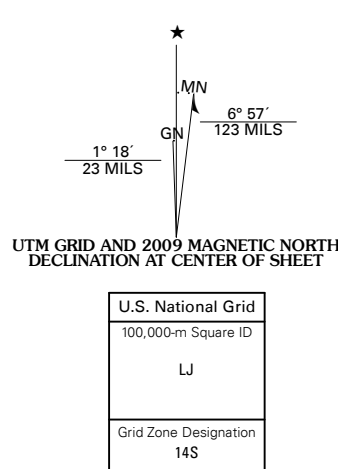 ★
MN
GN
6° 57´
123 MILS
1° 18´
23 MILS
UTM GRID AND 2009 MAGNETIC NORTH
DECLINATION AT CENTER OF SHEET
U.S. National Grid
100,000-m Square ID
LJ
Grid Zone Designation
14S